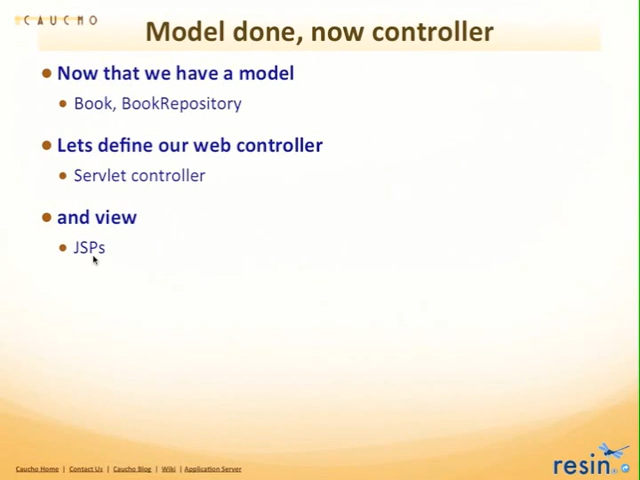 CAUCHO
Model done, now controller
Now that we have a model
Book, BookRepository
Lets define our web controller
Servlet controller
and view
JSPs
Caucho Home | Contact Us | Caucho Blog | Wiki | Application Server
resin